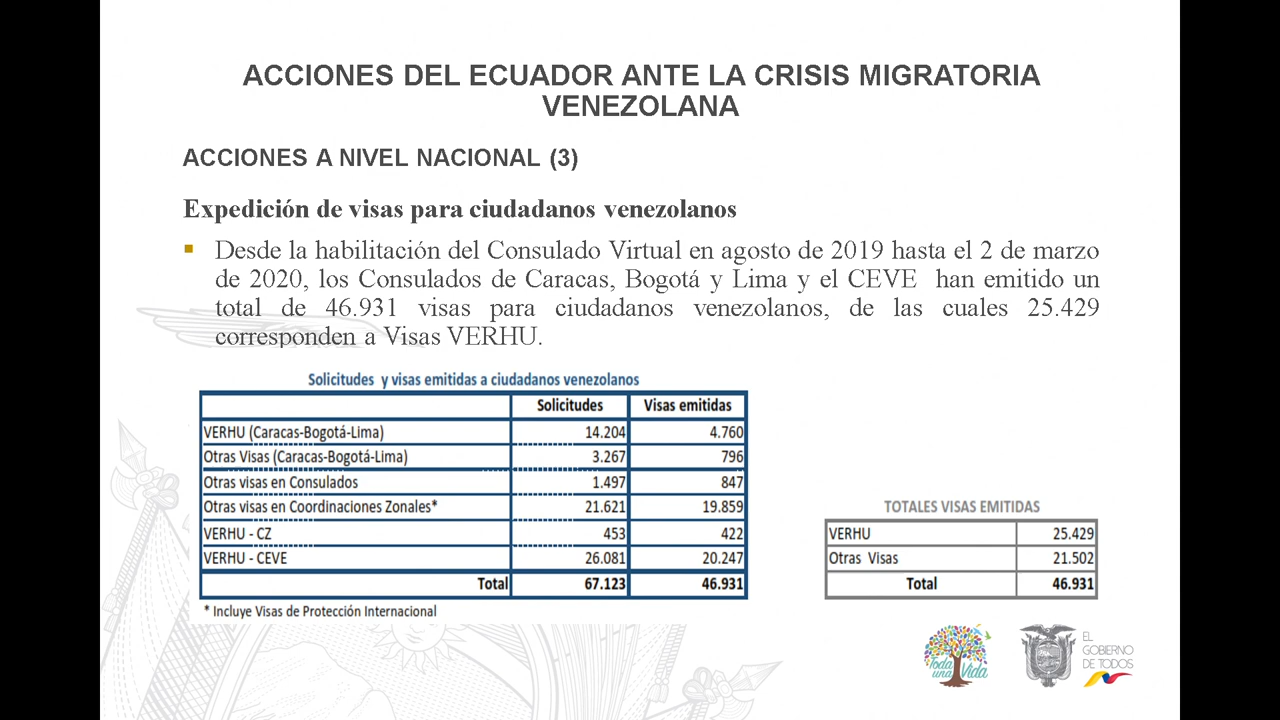 ACCIONES DEL ECUADOR ANTE LA CRISIS MIGRATORIA
VENEZOLANA
ACCIONES A NIVEL NACIONAL (3)
Expedición de visas para ciudadanos venezolanos
Desde la habilitación del Consulado Virtual en agosto de 2019 hasta el 2 de marzo
de 2020, los Consulados de Caracas, Bogotá y Lima y el CEVE han emitido un
total de 46.931 visas para ciudadanos venezolanos, de las cuales 25.429
corresponden a Visas VERHU.
Solicitudes y visas emitidas a ciudadanos venezolanos
Solicitudes Visas emitidas
VERHU (Caracas-Bogotá-Lima) 14.204 4.760
Otras Visas (Caracas-Bogotá-Lima) 3.267 796
Otras visas en Consulados 1.497 847
Otras visas en Coordinaciones Zonales* 21.621 19.859
VERHU - CZ 453 422
VERHU - CEVE 26.081 20.247
Total 67.123 46.931
* Incluye Visas de Protección Internacional
TOTALES VISAS EMITIDAS
VERHU 25.429
Otras Visas 21.502
Total 46.931
Toda
una Vida
EL
GOBIERNO
DE TODOS